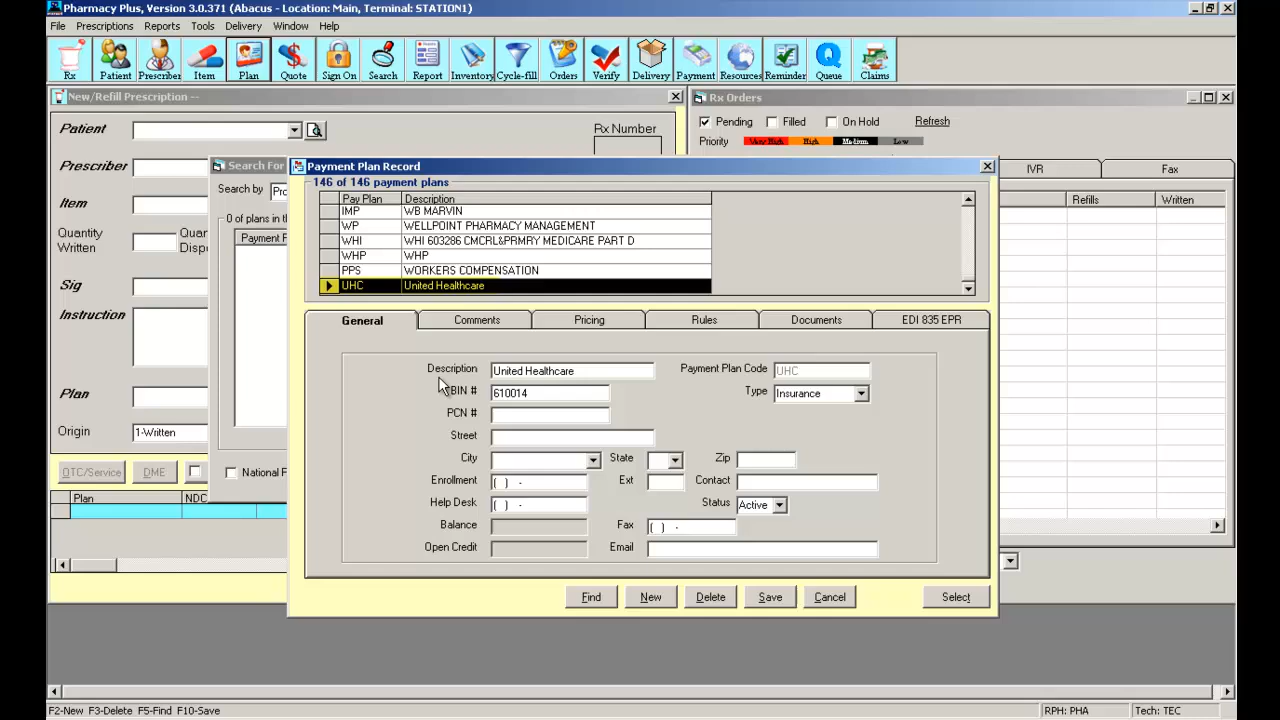 Pharmacy Plus, Version 3.0.371 (Abacus - Location: Main, Terminal: STATION1)
File Prescriptions Reports Tools Delivery Window Help
Rx Patient Prescriber Item Plan Quote Sign On Search Report Inventory Cycle-fill Orders Verify Delivery Payment Resources Reminder Queue Claims
New/Refill Prescription --
Rx Orders
Patient
Rx Number
Pending Filled On Hold Refresh
Priority Very High High Medium Low
Prescriber
Search For
Payment Plan Record
IVR Fax
146 of 146 payment plans
Search by
Item
Pay Plan Description
Refills Written
IMP WB MARVIN
WP WELLPOINT PHARMACY MANAGEMENT
WHI WHI 603286 CMCRL&PRMRY MEDICARE PART D
WHP WHP
PPS WORKERS COMPENSATION
UHC United Healthcare
0 of plans in th
Quantity Written
Payment P
Sig
Instruction
General Comments Pricing Rules Documents EDI 835 EPR
Description United Healthcare Payment Plan Code UHC
BIN # 610014 Type Insurance
PCN #
Street
City State Zip
Enrollment ( ) - Ext Contact
Help Desk ( ) - Status Active
Balance Fax ( ) -
Open Credit Email
Plan
Origin 1-Written
OTC/Service DME
National F
Plan NDC
Find New Delete Save Cancel Select
F2-New F3-Delete F5-Find F10-Save
RPH: PHA Tech: TEC